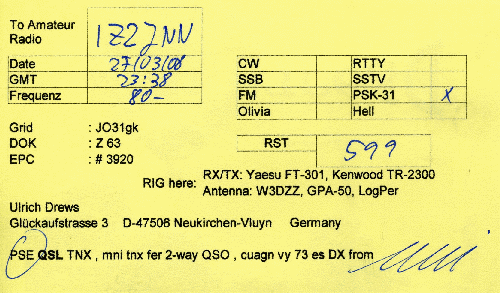 To Amateur Radio IZ2JNN
Date 27/03/08
GMT 23:38
Frequenz 80-
CW RTTY
SSB SSTV
FM PSK-31 X
Olivia Hell
Grid : JO31gk
DOK : Z 63
EPC : # 3920
RST 599
RIG here: RX/TX: Yaesu FT-301, Kenwood TR-2300
Antenna: W3DZZ, GPA-50, LogPer
Ulrich Drews
Glückaufstrasse 3 D-47506 Neukirchen-Vluyn Germany
PSE QSL TNX , mni tnx fer 2-way QSO , cuagn vy 73 es DX from